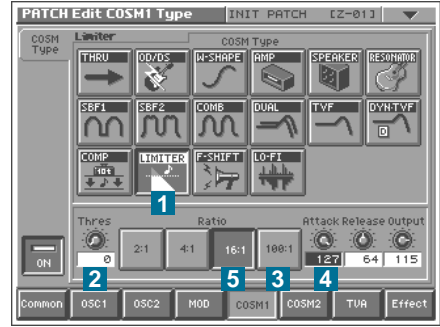 PATCH Edit COSM1 Type INIT PATCH [Z-01]
COSM Type
Limiter COSM Type
THRU OD/DS W-SHAPE AMP SPEAKER RESONATOR
SBF1 SBF2 COMB DUAL TVF DYN-TVF
D
COMP LIMITER F-SHIFT LO-FI
10t
1
Thres Ratio Attack Release Output
2:1 4:1 16:1 100:1
ON 0 127 64 115
2 5 3 4
Common OSC1 OSC2 MOD COSM1 COSM2 TVA Effect